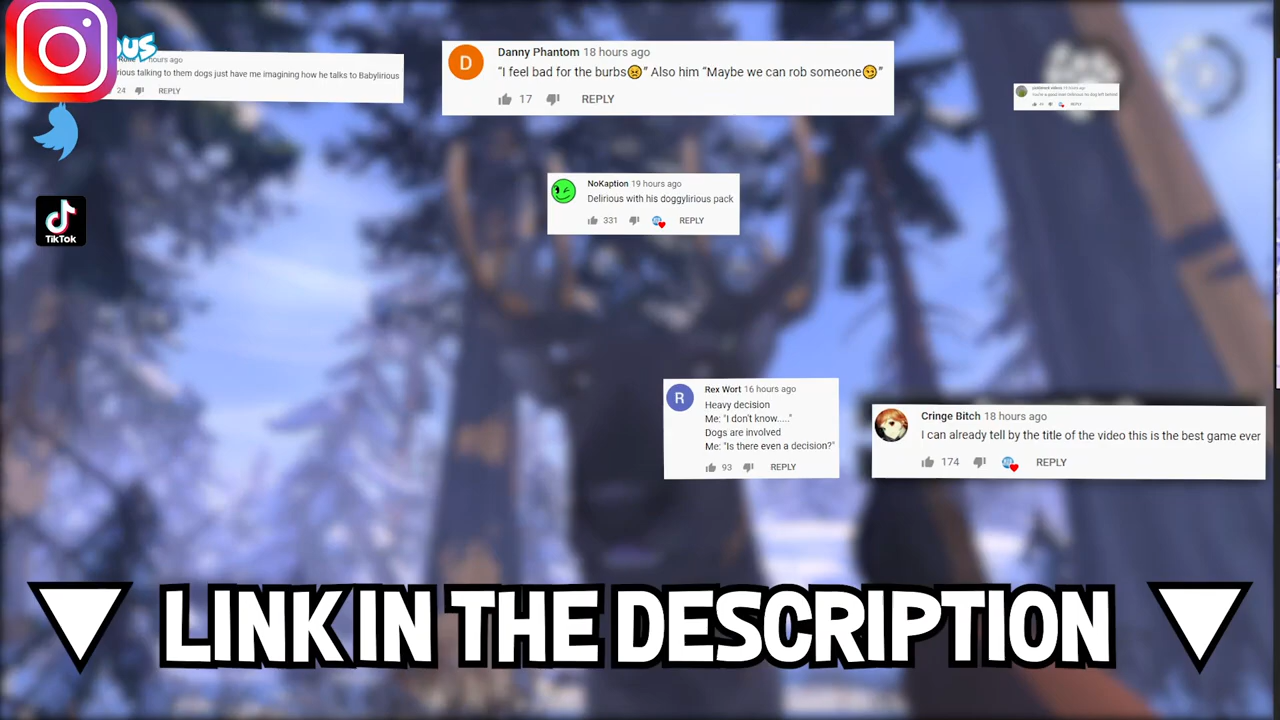 ous
hours ago
rious talking to them dogs just have me imagining how he talks to Babylirious
24 REPLY
Danny Phantom 18 hours ago
“I feel bad for the burbs😣” Also him “Maybe we can rob someone😏”
17 REPLY
REPLY
TikTok
NoKaption 19 hours ago
Delirious with his doggylirious pack
331 REPLY
Rex Wort 16 hours ago
Heavy decision
Me: "I don't know....."
Dogs are involved
Me: "Is there even a decision?"
93 REPLY
Cringe Bitch 18 hours ago
I can already tell by the title of the video this is the best game ever
174 REPLY
LINK IN THE DESCRIPTION